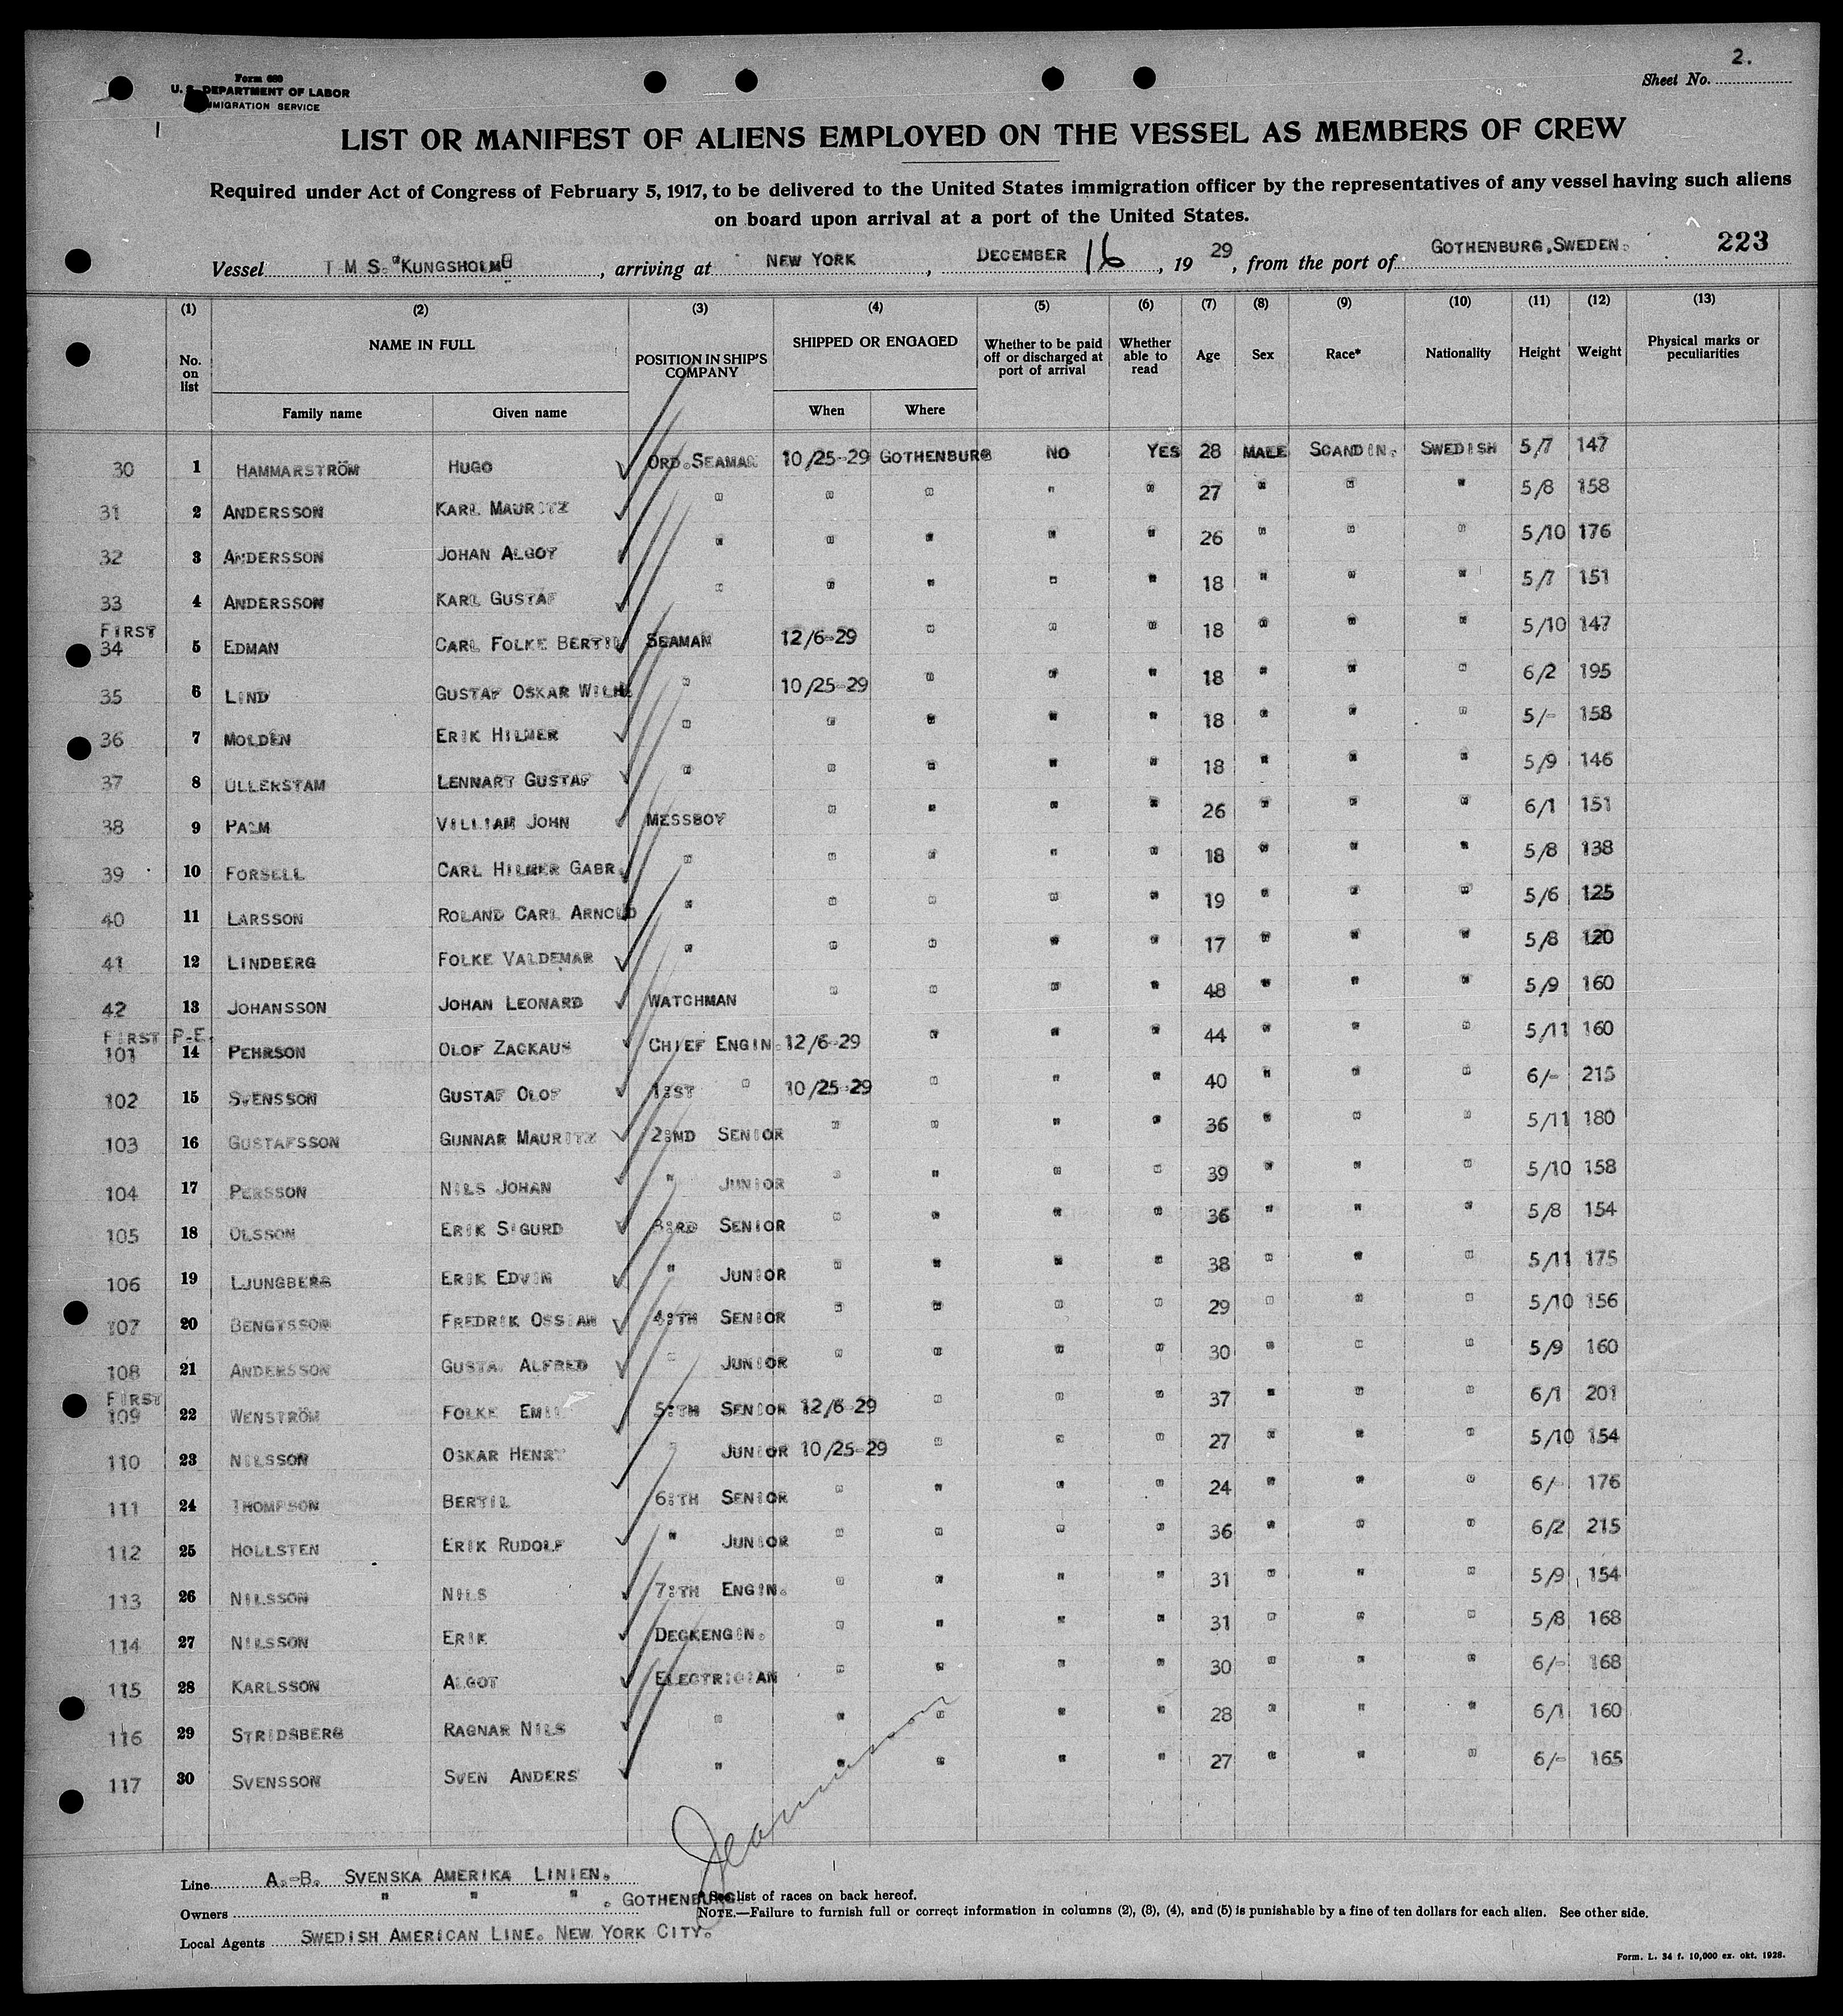 2.
Sheet No.
Form 680
U. S. DEPARTMENT OF LABOR
IMMIGRATION SERVICE
LIST OR MANIFEST OF ALIENS EMPLOYED ON THE VESSEL AS MEMBERS OF CREW
Required under Act of Congress of February 5, 1917, to be delivered to the United States immigration officer by the representatives of any vessel having such aliens
on board upon arrival at a port of the United States.
223
Vessel T M S "KUNGSHOLM", arriving at NEW YORK, DECEMBER 16, 1929, from the port of GOTHENBURG, SWEDEN.
(1) (2) (3) (4) (5) (6) (7) (8) (9) (10) (11) (12) (13)
No. on list NAME IN FULL POSITION IN SHIP'S COMPANY SHIPPED OR ENGAGED Whether to be paid off or discharged at port of arrival Whether able to read Age Sex Race* Nationality Height Weight Physical marks or peculiarities
Family name Given name When Where
30 1 HAMMARSTRÖM HUGO ORD. SEAMAN 10/25-29 GOTHENBURG NO YES 28 MALE SCANDIN. SWEDISH 5/7 147
31 2 ANDERSSON KARL MAURITZ " " " " " 27 " " " 5/8 158
32 3 ANDERSSON JOHAN ALGOT " " " " " 26 " " " 5/10 176
33 4 ANDERSSON KARL GUSTAF " " " " " 18 " " " 5/7 151
FIRST
34 5 EDMAN CARL FOLKE BERTIL SEAMAN 12/6-29 " " " 18 " " " 5/10 147
35 6 LIND GUSTAF OSKAR WILH. " 10/25-29 " " " 18 " " " 6/2 195
36 7 MOLDEN ERIK HILMER " " " " " 18 " " " 5/- 158
37 8 ULLERSTAM LENNART GUSTAF " " " " " 18 " " " 5/9 146
38 9 PALM VILLIAM JOHN MESSBOY " " " " 26 " " " 6/1 151
39 10 FORSELL CARL HILMER GABR. " " " " " 18 " " " 5/8 138
40 11 LARSSON ROLAND CARL ARNOLD " " " " " 19 " " " 5/6 125
41 12 LINDBERG FOLKE VALDEMAR " " " " " 17 " " " 5/8 120
42 13 JOHANSSON JOHAN LEONARD WATCHMAN " " " " 48 " " " 5/9 160
FIRST P-E.
101 14 PEHRSON OLOF ZACKAUS CHIEF ENGIN. 12/6-29 " " " 44 " " " 5/11 160
102 15 SVENSSON GUSTAF OLOF 1:ST " 10/25-29 " " " 40 " " " 6/- 215
103 16 GUSTAFSSON GUNNAR MAURITZ 2:ND SENIOR " " " " 36 " " " 5/11 180
104 17 PERSSON NILS JOHAN " JUNIOR " " " " 39 " " " 5/10 158
105 18 OLSSON ERIK SIGURD 3:RD SENIOR " " " " 36 " " " 5/8 154
106 19 LJUNGBERG ERIK EDVIN " JUNIOR " " " " 38 " " " 5/11 175
107 20 BENGTSSON FREDRIK OSSIAN 4:TH SENIOR " " " " 29 " " " 5/10 156
108 21 ANDERSSON GUSTAF ALFRED " JUNIOR " " " " 30 " " " 5/9 160
FIRST
109 22 WENSTRÖM FOLKE EMIL 5:TH SENIOR 12/6-29 " " " 37 " " " 6/1 201
110 23 NILSSON OSKAR HENRY " JUNIOR 10/25-29 " " " 27 " " " 5/10 154
111 24 THOMPSON BERTIL 6:TH SENIOR " " " " 24 " " " 6/- 176
112 25 HOLLSTEN ERIK RUDOLF " JUNIOR " " " " 36 " " " 6/2 215
113 26 NILSSON NILS 7:TH ENGIN. " " " " 31 " " " 5/9 154
114 27 NILSSON ERIK DECKENGIN. " " " " 31 " " " 5/8 168
115 28 KARLSSON ALGOT ELECTRICIAN " " " " 30 " " " 6/- 168
116 29 STRIDSBERG RAGNAR NILS " " " " " 28 " " " 6/1 160
117 30 SVENSSON SVEN ANDERS " " " " " 27 " " " 6/- 165
Line A.-B. SVENSKA AMERIKA LINIEN.
Owners " " " . GOTHENBURG.
Local Agents SWEDISH AMERICAN LINE. NEW YORK CITY.
* See list of races on back hereof.
NOTE.—Failure to furnish full or correct information in columns (2), (3), (4), and (5) is punishable by a fine of ten dollars for each alien. See other side.
Form. L. 34 f. 10,000 ex. okt. 1928.